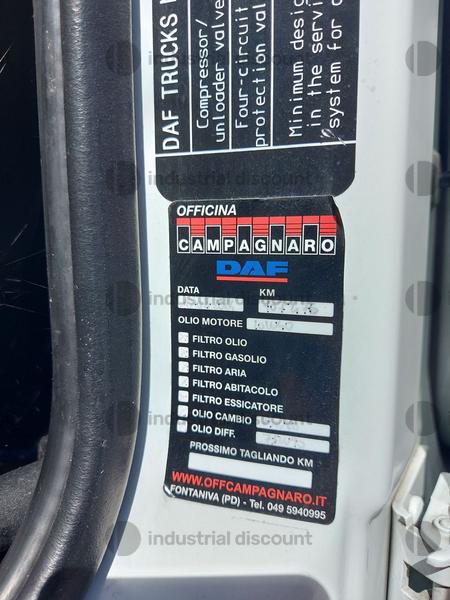 DAF TRUCKS
Compressor/
unloader valve
Four-circuit
protection val
Minimum desig
in the servi
system for
OFFICINA
CAMPAGNARO
DAF
DATA KM
OLIO MOTORE
FILTRO OLIO
FILTRO GASOLIO
FILTRO ARIA
FILTRO ABITACOLO
FILTRO ESSICATORE
OLIO CAMBIO
OLIO DIFF.
PROSSIMO TAGLIANDO KM
WWW.OFFCAMPAGNARO.IT
FONTANIVA (PD) - Tel. 049 5940995
industrial discount